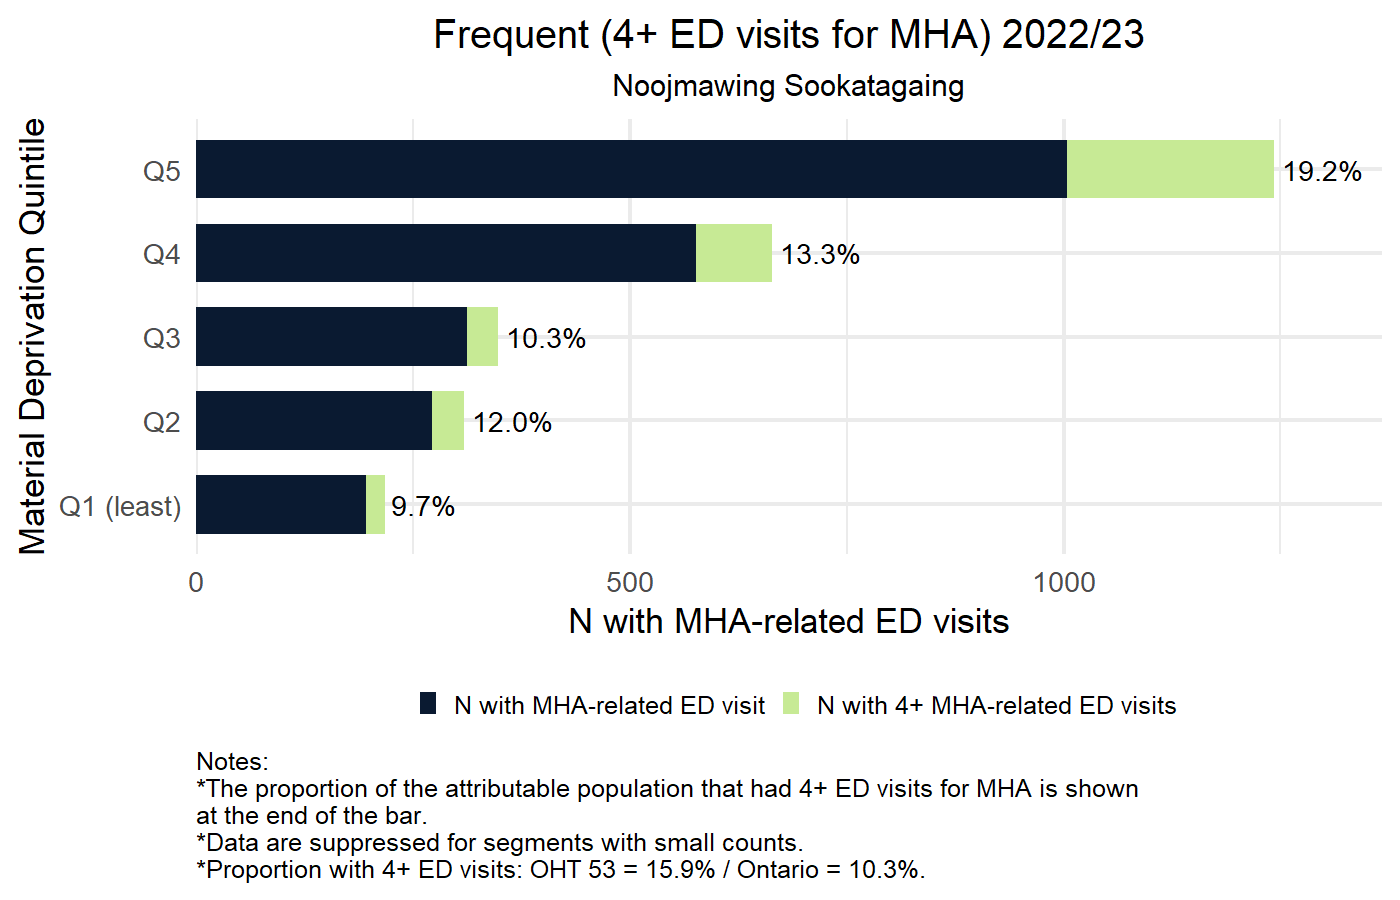 Frequent (4+ ED visits for MHA) 2022/23
Noojmawing Sookatagaing
Material Deprivation Quintile
Q5
19.2%
Q4
13.3%
Q3
10.3%
Q2
12.0%
Q1 (least)
9.7%
0
500
1000
N with MHA-related ED visits
N with MHA-related ED visit
N with 4+ MHA-related ED visits
Notes:
*The proportion of the attributable population that had 4+ ED visits for MHA is shown
at the end of the bar.
*Data are suppressed for segments with small counts.
*Proportion with 4+ ED visits: OHT 53 = 15.9% / Ontario = 10.3%.